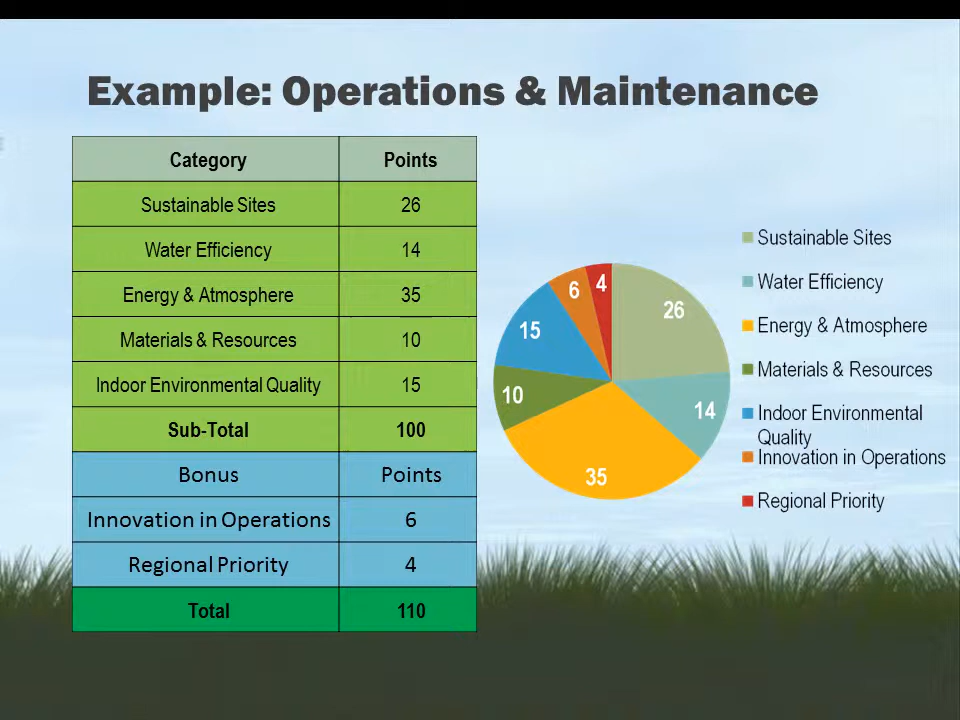 Example: Operations & Maintenance
Category Points
Sustainable Sites 26
Water Efficiency 14
Energy & Atmosphere 35
Materials & Resources 10
Indoor Environmental Quality 15
Sub-Total 100
Bonus Points
Innovation in Operations 6
Regional Priority 4
Total 110
6 4
26
15
10
14
35
Sustainable Sites
Water Efficiency
Energy & Atmosphere
Materials & Resources
Indoor Environmental
Quality
Innovation in Operations
Regional Priority